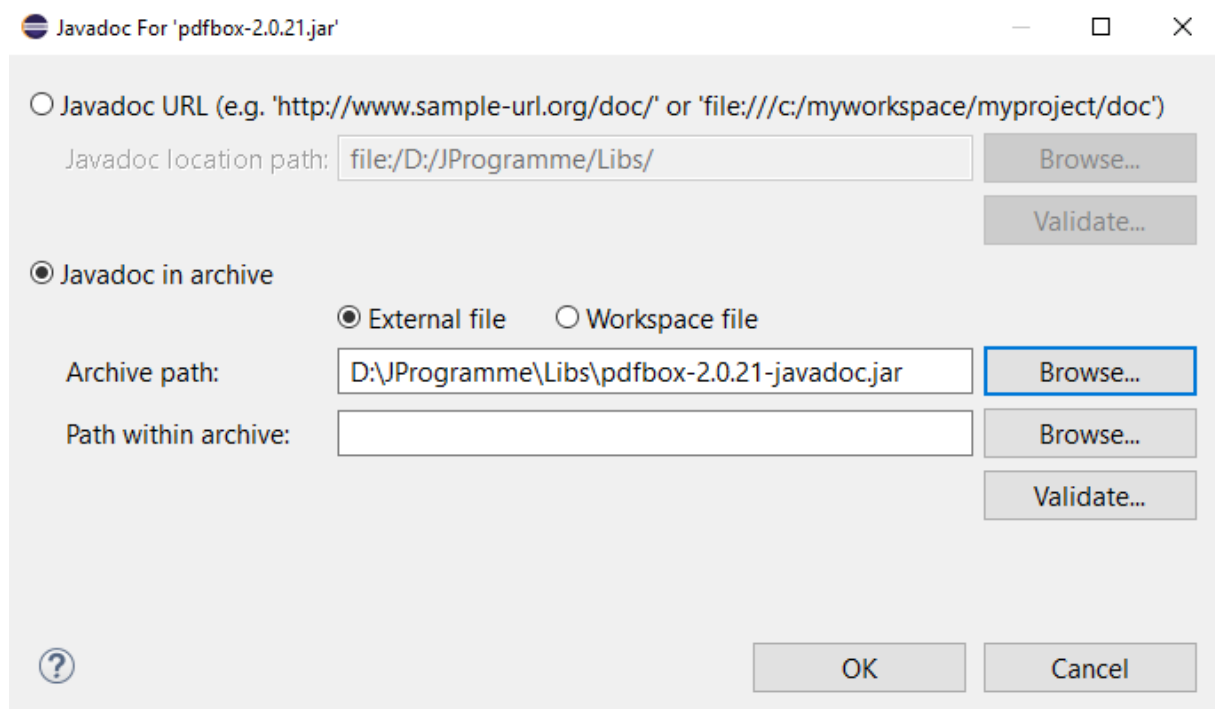 Javadoc For 'pdfbox-2.0.21.jar'
Javadoc URL (e.g. 'http://www.sample-url.org/doc/' or 'file:///c:/myworkspace/myproject/doc')
Javadoc location path: file:/D:/JProgramme/Libs/ Browse...
Validate...
Javadoc in archive
External file Workspace file
Archive path: D:\JProgramme\Libs\pdfbox-2.0.21-javadoc.jar Browse...
Path within archive: Browse...
Validate...
? OK Cancel